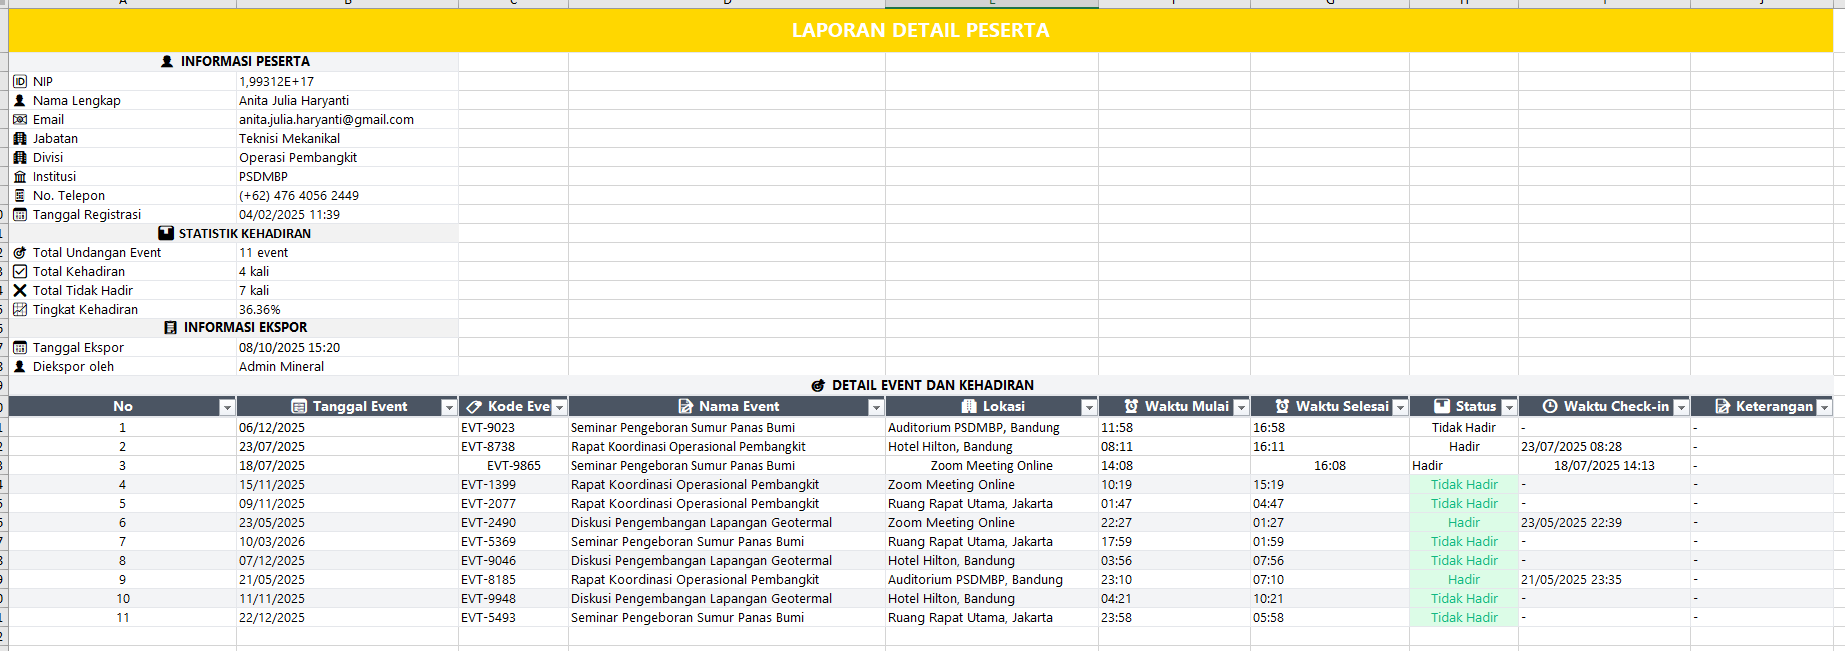 A B C D E F G H I J
LAPORAN DETAIL PESERTA
INFORMASI PESERTA
NIP 1,99312E+17
Nama Lengkap Anita Julia Haryanti
Email anita.julia.haryanti@gmail.com
Jabatan Teknisi Mekanikal
Divisi Operasi Pembangkit
Institusi PSDMBP
No. Telepon (+62) 476 4056 2449
Tanggal Registrasi 04/02/2025 11:39
STATISTIK KEHADIRAN
Total Undangan Event 11 event
Total Kehadiran 4 kali
Total Tidak Hadir 7 kali
Tingkat Kehadiran 36.36%
INFORMASI EKSPOR
Tanggal Ekspor 08/10/2025 15:20
Diekspor oleh Admin Mineral
DETAIL EVENT DAN KEHADIRAN
No Tanggal Event Kode Eve Nama Event Lokasi Waktu Mulai Waktu Selesai Status Waktu Check-in Keterangan
1 06/12/2025 EVT-9023 Seminar Pengeboran Sumur Panas Bumi Auditorium PSDMBP, Bandung 11:58 16:58 Tidak Hadir - -
2 23/07/2025 EVT-8738 Rapat Koordinasi Operasional Pembangkit Hotel Hilton, Bandung 08:11 16:11 Hadir 23/07/2025 08:28 -
3 18/07/2025 EVT-9865 Seminar Pengeboran Sumur Panas Bumi Zoom Meeting Online 14:08 16:08 Hadir 18/07/2025 14:13 -
4 15/11/2025 EVT-1399 Rapat Koordinasi Operasional Pembangkit Zoom Meeting Online 10:19 15:19 Tidak Hadir - -
5 09/11/2025 EVT-2077 Rapat Koordinasi Operasional Pembangkit Ruang Rapat Utama, Jakarta 01:47 04:47 Tidak Hadir - -
6 23/05/2025 EVT-2490 Diskusi Pengembangan Lapangan Geotermal Zoom Meeting Online 22:27 01:27 Hadir 23/05/2025 22:39 -
7 10/03/2026 EVT-5369 Seminar Pengeboran Sumur Panas Bumi Ruang Rapat Utama, Jakarta 17:59 01:59 Tidak Hadir - -
8 07/12/2025 EVT-9046 Diskusi Pengembangan Lapangan Geotermal Hotel Hilton, Bandung 03:56 07:56 Tidak Hadir - -
9 21/05/2025 EVT-8185 Rapat Koordinasi Operasional Pembangkit Auditorium PSDMBP, Bandung 23:10 07:10 Hadir 21/05/2025 23:35 -
10 11/11/2025 EVT-9948 Diskusi Pengembangan Lapangan Geotermal Hotel Hilton, Bandung 04:21 10:21 Tidak Hadir - -
11 22/12/2025 EVT-5493 Seminar Pengeboran Sumur Panas Bumi Ruang Rapat Utama, Jakarta 23:58 05:58 Tidak Hadir - -